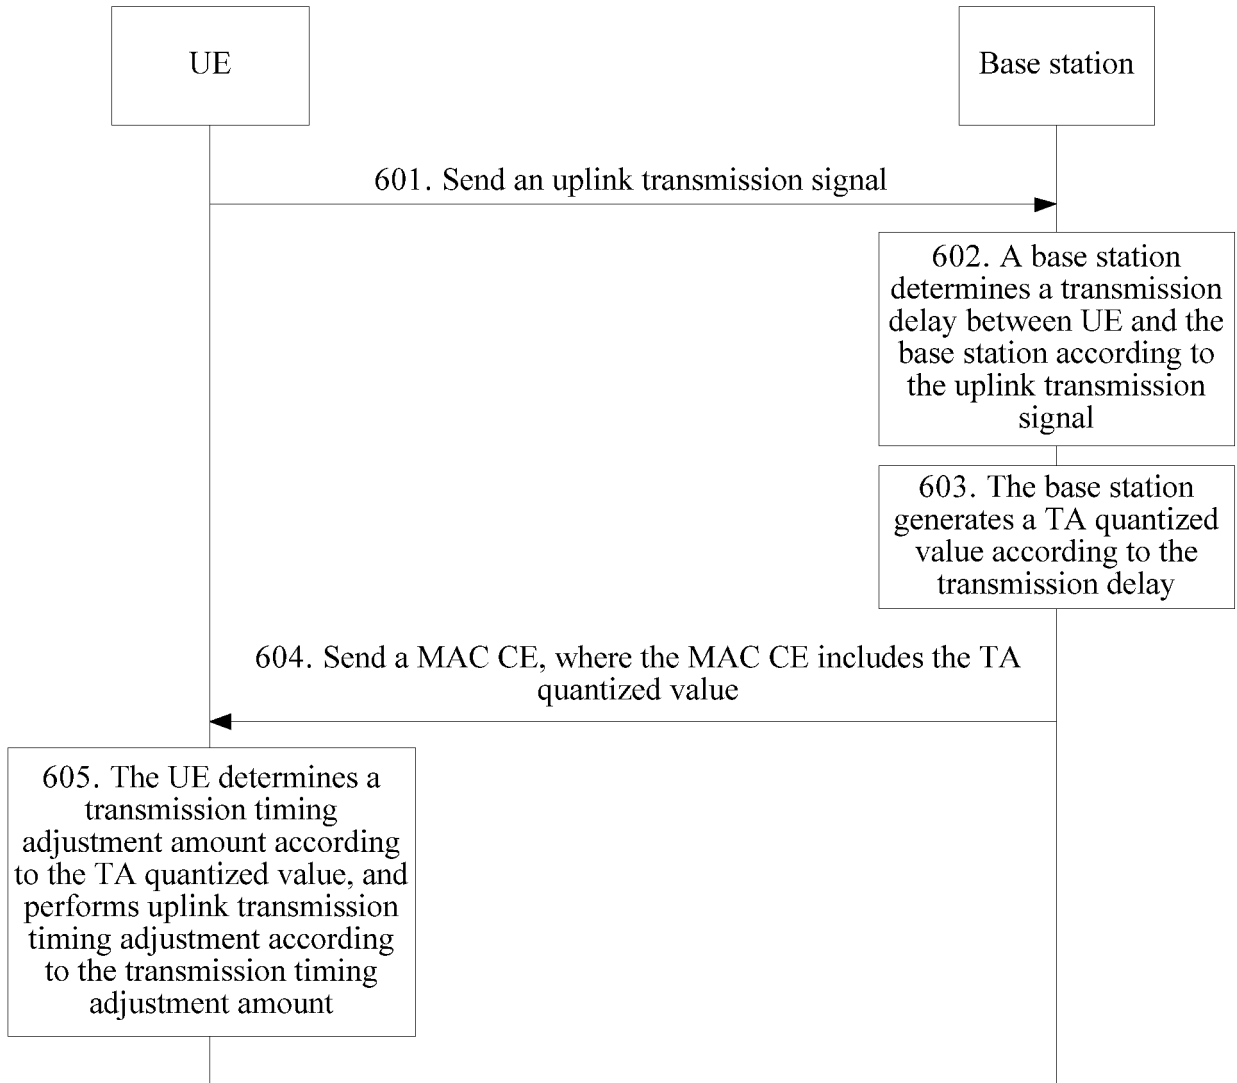 UE
Base station
601. Send an uplink transmission signal
602. A base station
determines a transmission
delay between UE and the
base station according to
the uplink transmission
signal
603. The base station
generates a TA quantized
value according to the
transmission delay
604. Send a MAC CE, where the MAC CE includes the TA
quantized value
605. The UE determines a
transmission timing
adjustment amount according
to the TA quantized value, and
performs uplink transmission
timing adjustment according
to the transmission timing
adjustment amount